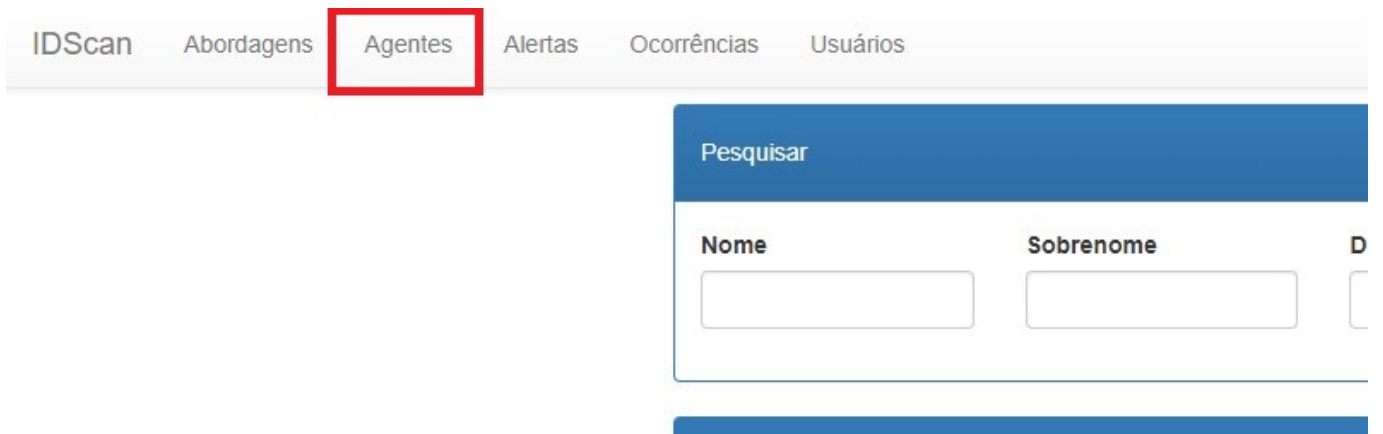 IDScan Abordagens Agentes Alertas Ocorrências Usuários
Pesquisar
Nome Sobrenome D